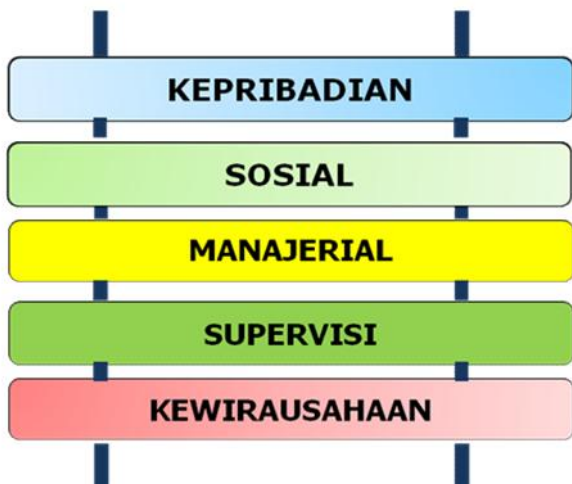 KEPRIBADIAN
SOSIAL
MANAJERIAL
SUPERVISI
KEWIRAUSAHAAN